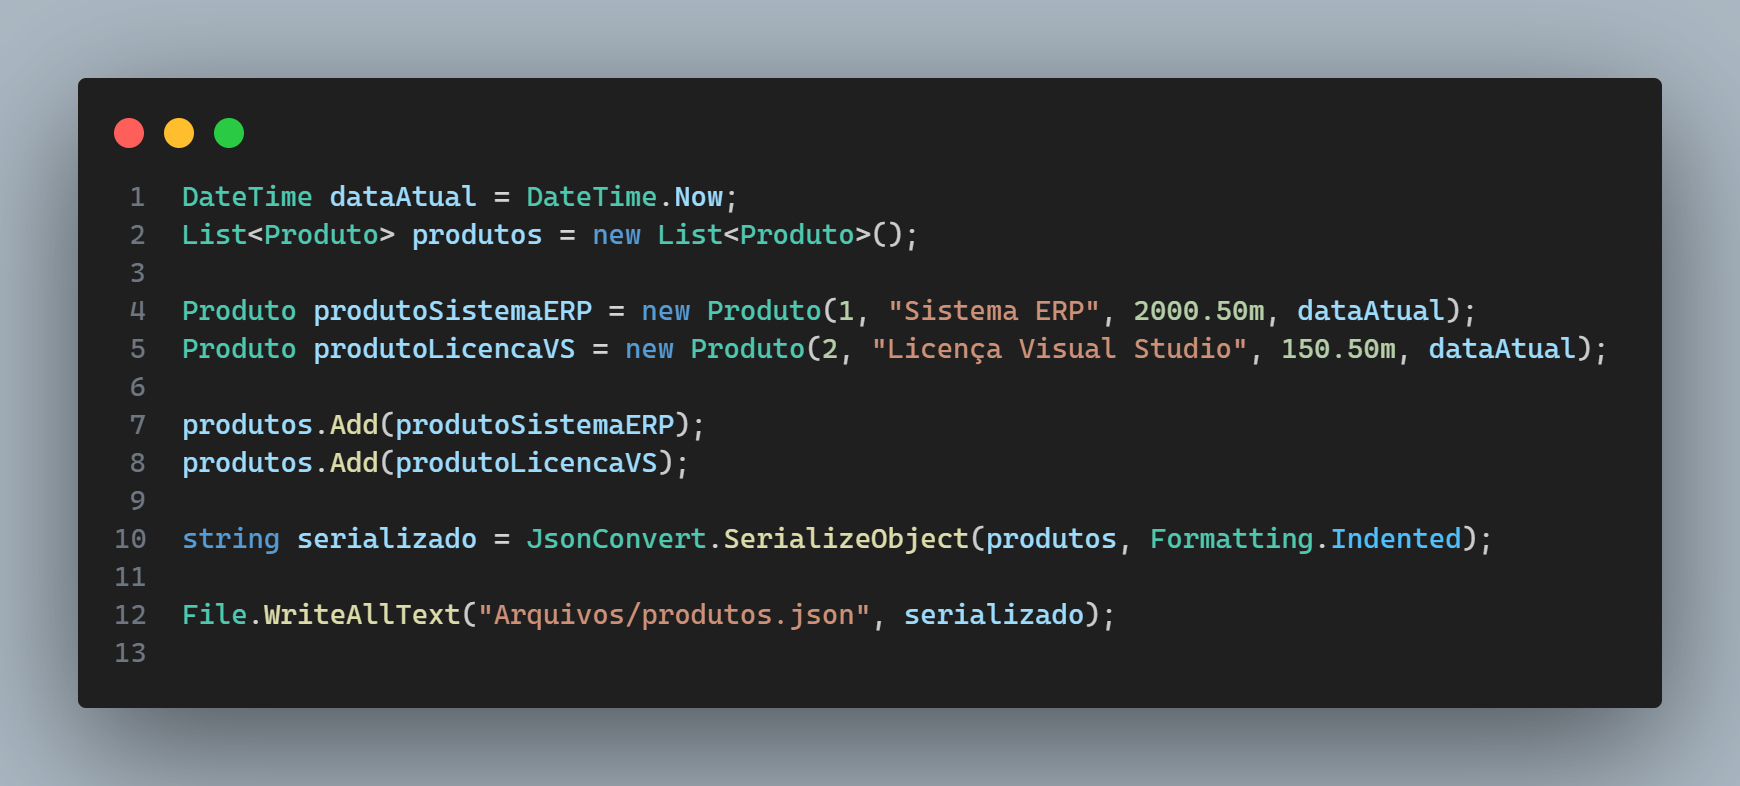 1 DateTime dataAtual = DateTime.Now;
2 List<Produto> produtos = new List<Produto>();
3
4 Produto produtoSistemaERP = new Produto(1, "Sistema ERP", 2000.50m, dataAtual);
5 Produto produtoLicencaVS = new Produto(2, "Licença Visual Studio", 150.50m, dataAtual);
6
7 produtos.Add(produtoSistemaERP);
8 produtos.Add(produtoLicencaVS);
9
10 string serializado = JsonConvert.SerializeObject(produtos, Formatting.Indented);
11
12 File.WriteAllText("Arquivos/produtos.json", serializado);
13